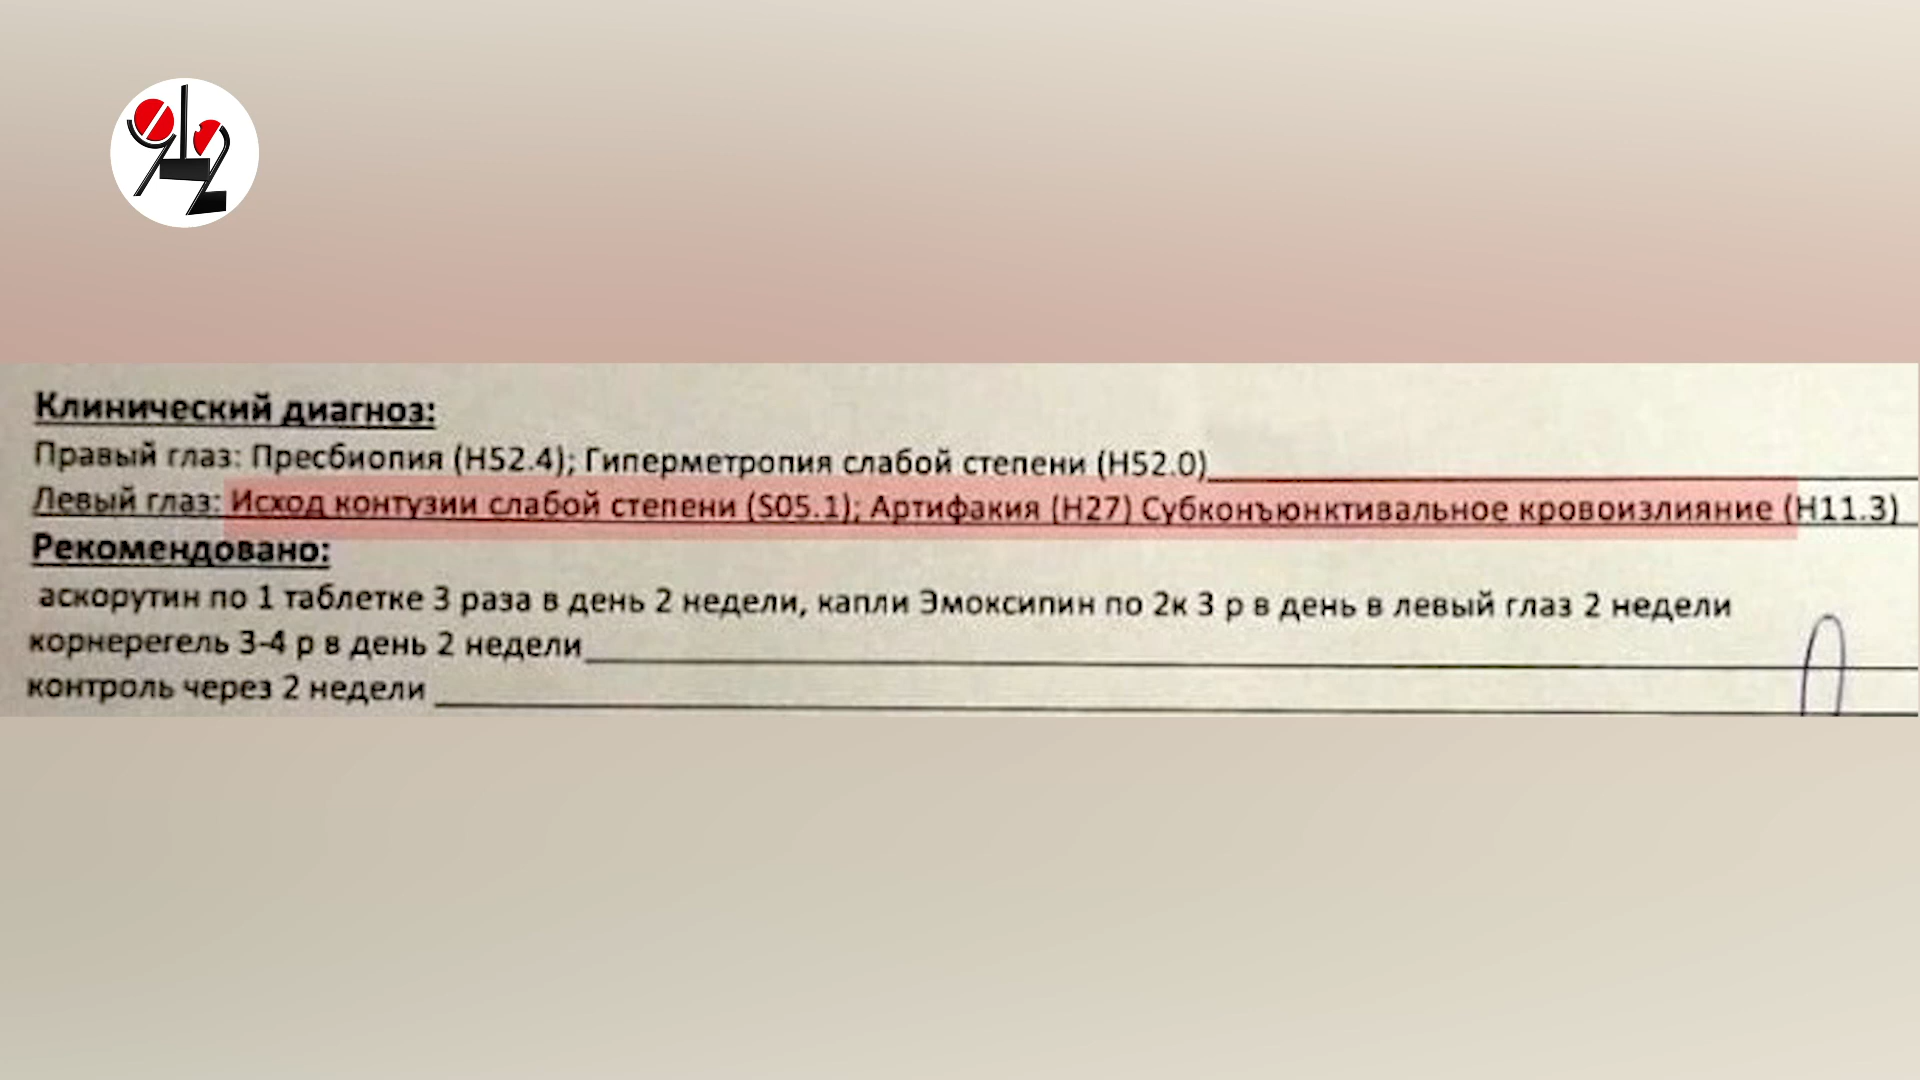 Клинический диагноз:
Правый глаз: Пресбиопия (H52.4); Гиперметропия слабой степени (H52.0)
Левый глаз: Исход контузии слабой степени (S05.1); Артифакия (H27) Субконъюнктивальное кровоизлияние (H11.3)
Рекомендовано:
аскорутин по 1 таблетке 3 раза в день 2 недели, капли Эмоксипин по 2к 3 р в день в левый глаз 2 недели
корнерегель 3-4 р в день 2 недели
контроль через 2 недели